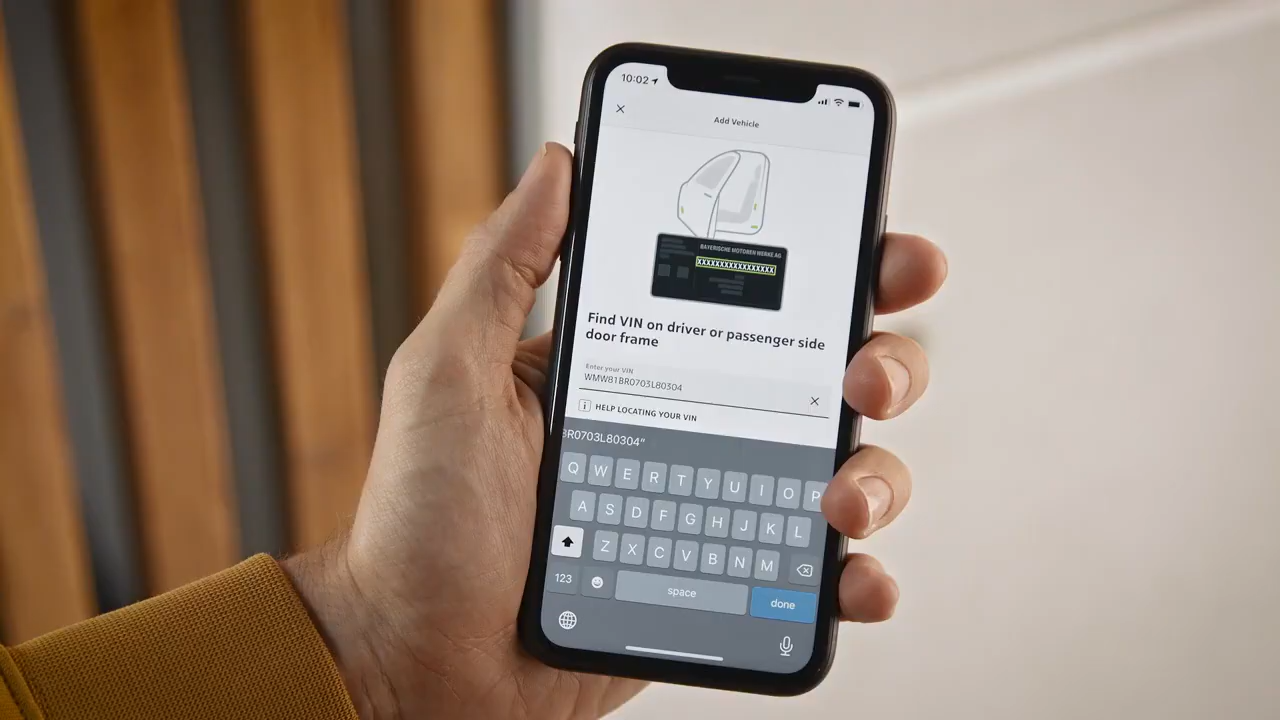 10:02
Add Vehicle
BAYERISCHE MOTOREN WERKE AG
XXXXXXXXXXXXXXXXX
Find VIN on driver or passenger side
door frame
Enter your VIN
WMW81BR0703L80304
HELP LOCATING YOUR VIN
BR0703L80304"
Q W E R T Y U I O P
A S D F G H J K L
Z X C V B N M
123 space done